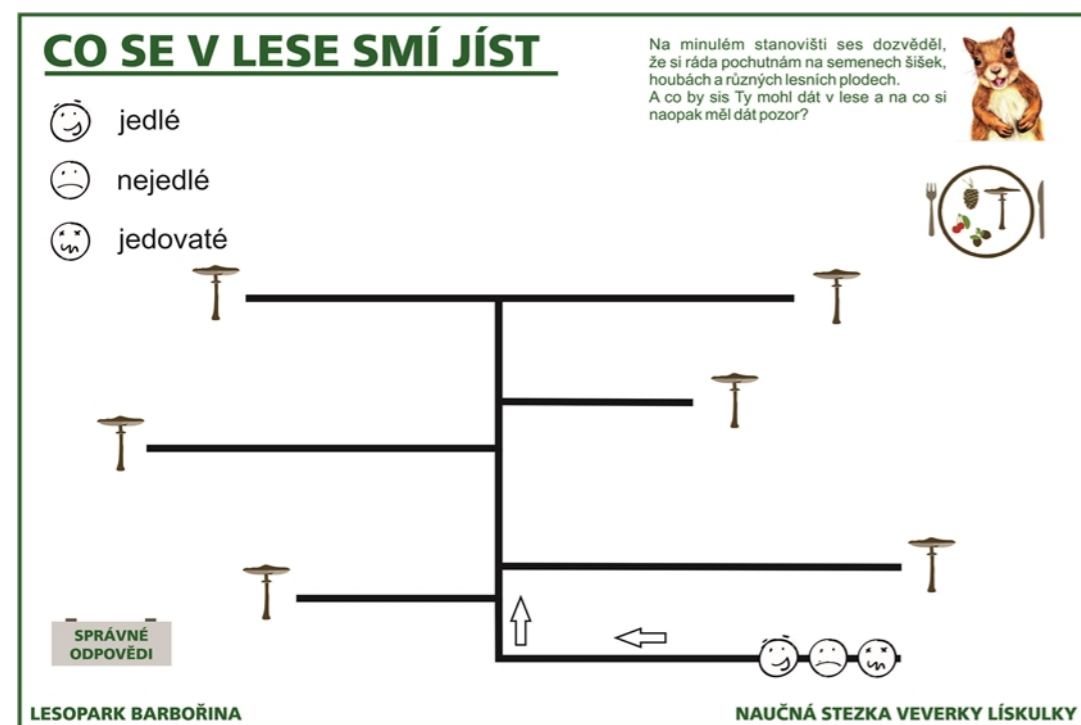 CO SE V LESE SMÍ JÍST
Na minulém stanovišti ses dozvěděl,
že si ráda pochutnám na semenech šišek,
houbách a různých lesních plodech.
A co by sis Ty mohl dát v lese a na co si
naopak měl dát pozor?
jedlé
nejedlé
jedovaté
SPRÁVNÉ
ODPOVĚDI
LESOPARK BARBOŘINA
NAUČNÁ STEZKA VEVERKY LÍSKULKY